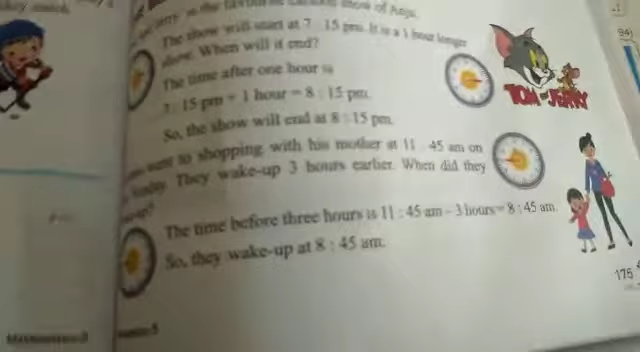 is the favourite cartoon show of Anju.
The show will start at 7 : 15 pm. It is a 1 hour longer
show. When will it end?
The time after one hour is
7 : 15 pm + 1 hour = 8 : 15 pm.
So, the show will end at 8 : 15 pm.
TOM and JERRY
went to shopping with his mother at 11 : 45 am on
Sunday. They wake-up 3 hours earlier. When did they
The time before three hours is 11 : 45 am – 3 hours = 8 : 45 am.
So, they wake-up at 8 : 45 am.
175